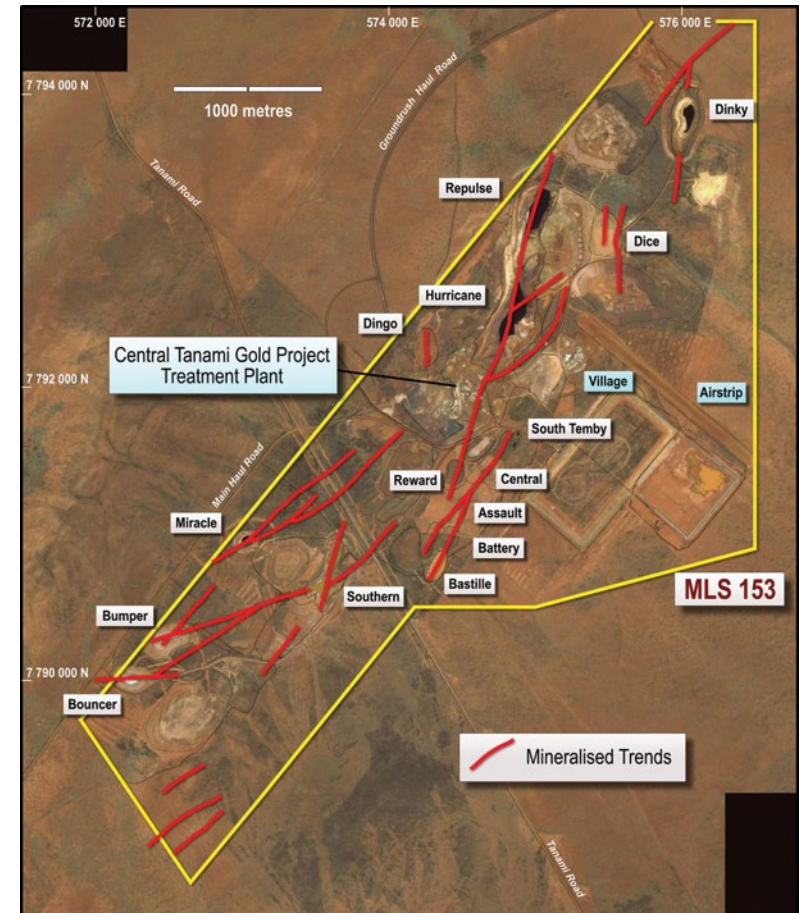 572 000 E
574 000 E
576 000 E
7 794 000 N
1000 metres
Groundrush Haul Road
Dinky
Tanami Road
Repulse
Dice
Hurricane
Dingo
Central Tanami Gold Project
Treatment Plant
7 792 000 N
Village
Airstrip
South Temby
Main Haul Road
Reward
Central
Miracle
Assault
Battery
Bastille
MLS 153
Southern
Bumper
7 790 000 N
Bouncer
Mineralised Trends
Tanami Road